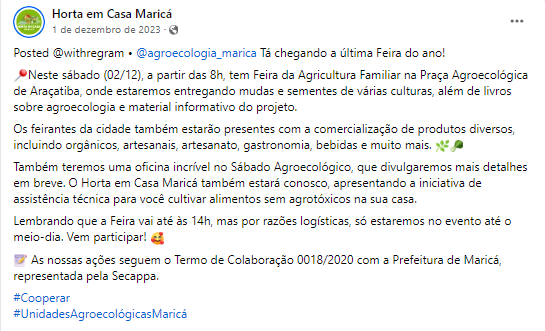 Horta em Casa Maricá
1 de dezembro de 2023 ·
Posted @withregram • @agroecologia_marica Tá chegando a última Feira do ano!
📍Neste sábado (02/12), a partir das 8h, tem Feira da Agricultura Familiar na Praça Agroecológica
de Araçatiba, onde estaremos entregando mudas e sementes de várias culturas, além de livros
sobre agroecologia e material informativo do projeto.
Os feirantes da cidade também estarão presentes com a comercialização de produtos diversos,
incluindo orgânicos, artesanais, artesanato, gastronomia, bebidas e muito mais. 🌿🥦
Também teremos uma oficina incrível no Sábado Agroecológico, que divulgaremos mais detalhes
em breve. O Horta em Casa Maricá também estará conosco, apresentando a iniciativa de
assistência técnica para você cultivar alimentos sem agrotóxicos na sua casa.
Lembrando que a Feira vai até às 14h, mas por razões logísticas, só estaremos no evento até o
meio-dia. Vem participar! 🥰
📝 As nossas ações seguem o Termo de Colaboração 0018/2020 com a Prefeitura de Maricá,
representada pela Secappa.
#Cooperar
#UnidadesAgroecológicasMaricá